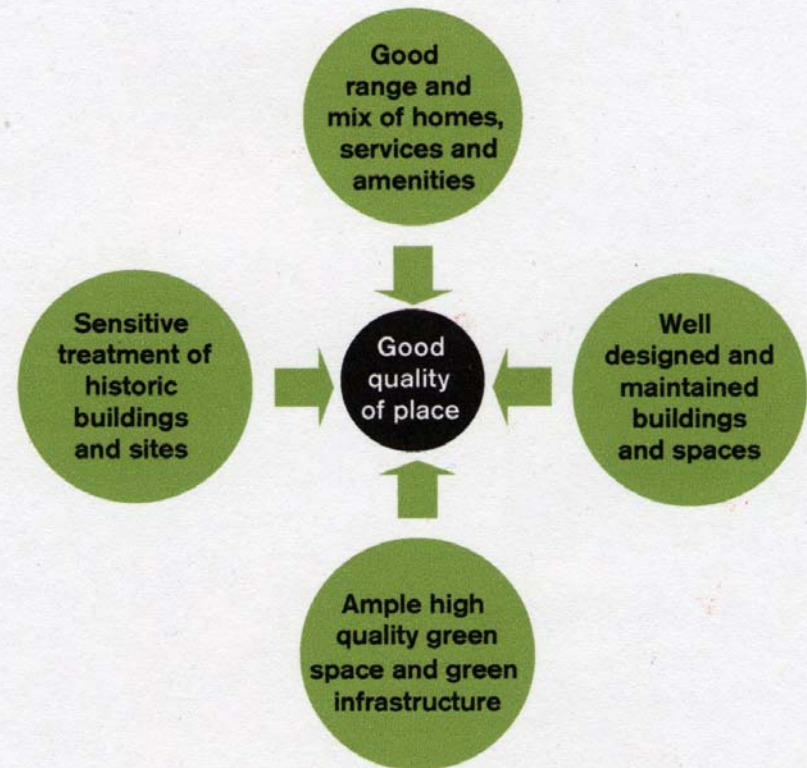 Good
range and
mix of homes,
services and
amenities
Sensitive
treatment of
historic
buildings
and sites
Good
quality
of place
Well
designed and
maintained
buildings
and spaces
Ample high
quality green
space and green
infrastructure